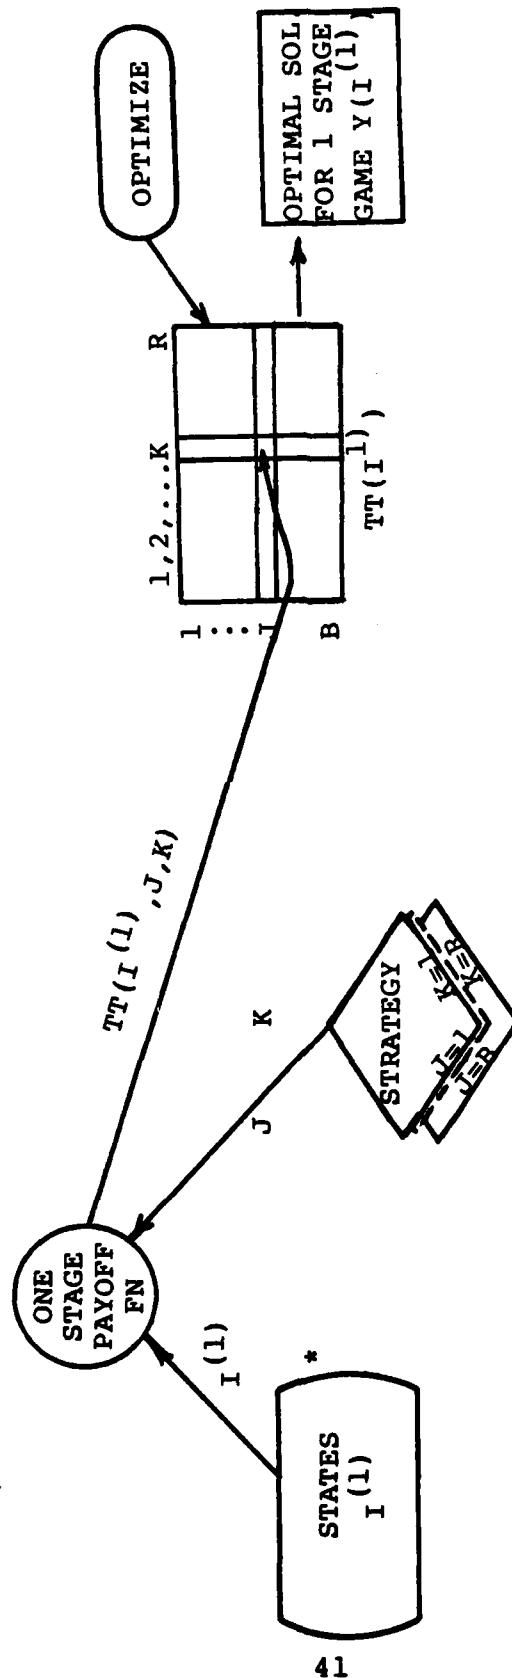 ONE
STAGE
PAYOFF
FN
STATES
I(1)
*
I(1)
J
K
STRATEGY
J=1
K=1
J=B
K=R
TT(I(1),J,K)
1,2,...K
R
1
...
I
B
TT(I1))
OPTIMIZE
OPTIMAL SOL
FOR 1 STAGE
GAME Y(I(1))
41